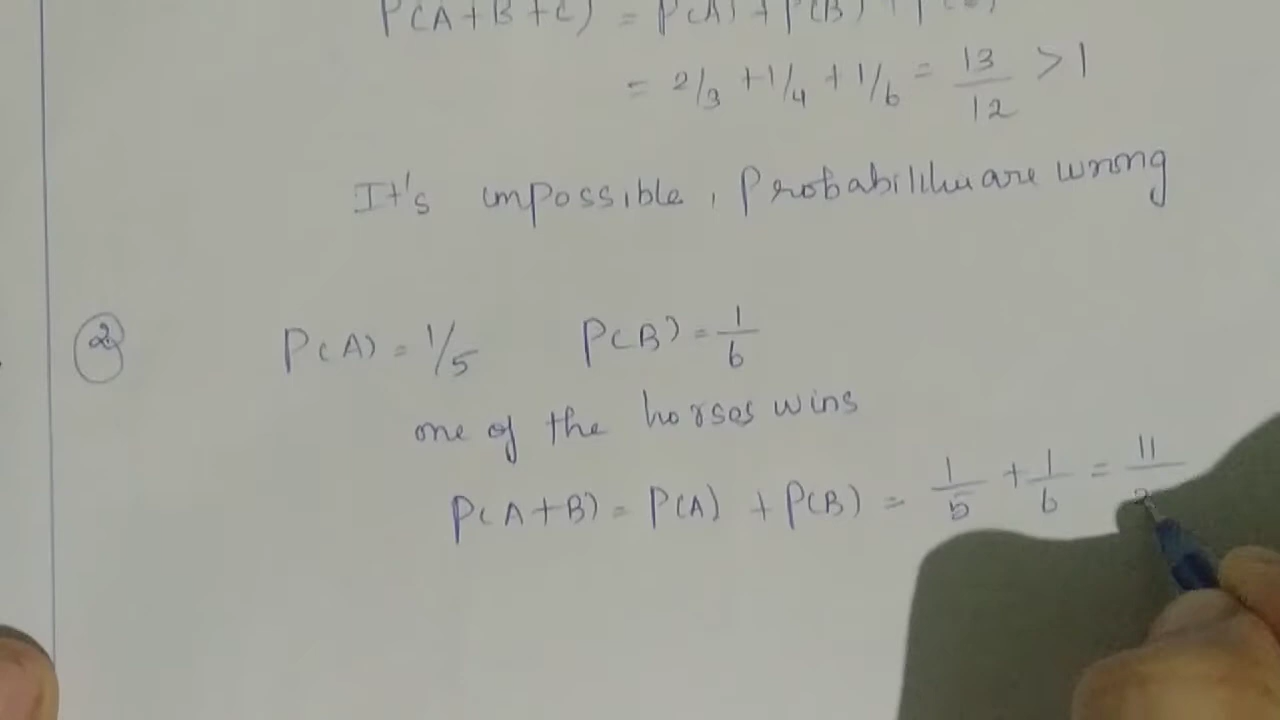 P(A+B+C) = P(A) + P(B) +
= 2/3 + 1/4 + 1/6 = 13/12 > 1
It's impossible, Probabilities are wrong
2) P(A) = 1/5 P(B) = 1/6
one of the horses wins
P(A+B) = P(A) + P(B) = 1/5 + 1/6 = 11/